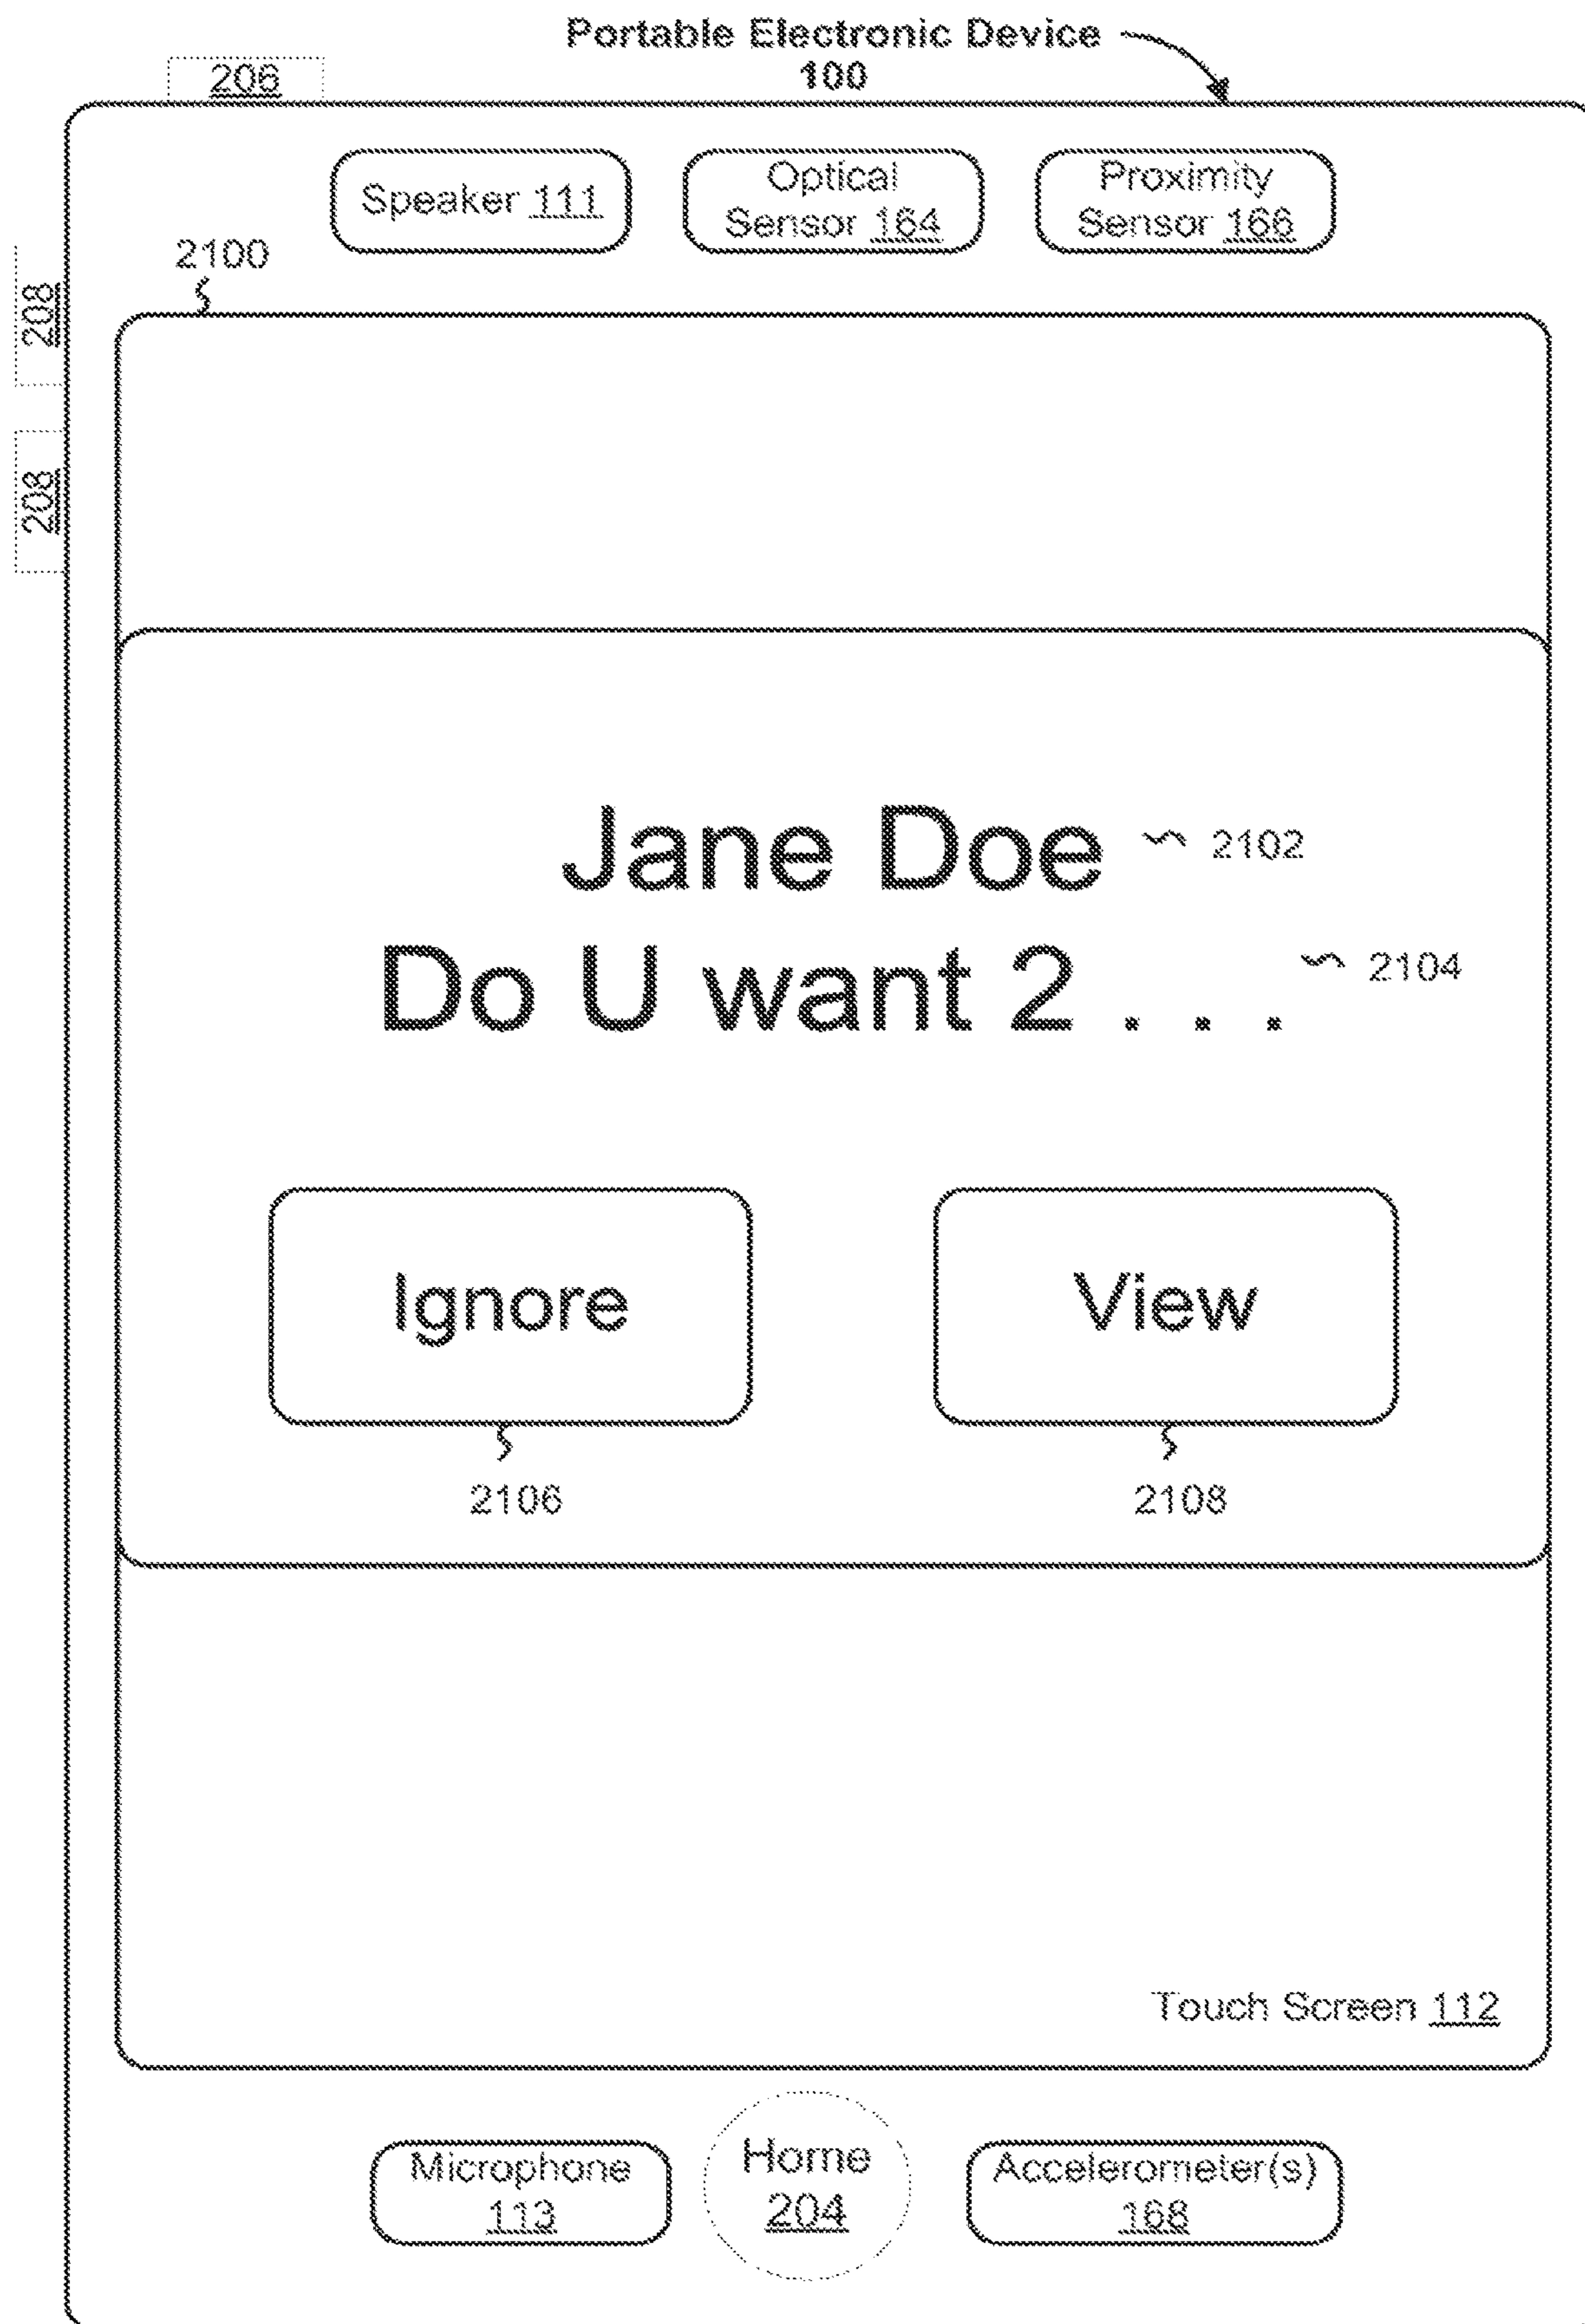 Portable Electronic Device
100
206
Speaker 111
Optical
Sensor 164
Proximity
Sensor 166
2100
208
208
Jane Doe 2102
Do U want 2 . . . 2104
Ignore
View
2106
2108
Touch Screen 112
Microphone
113
Home
204
Accelerometer(s)
168